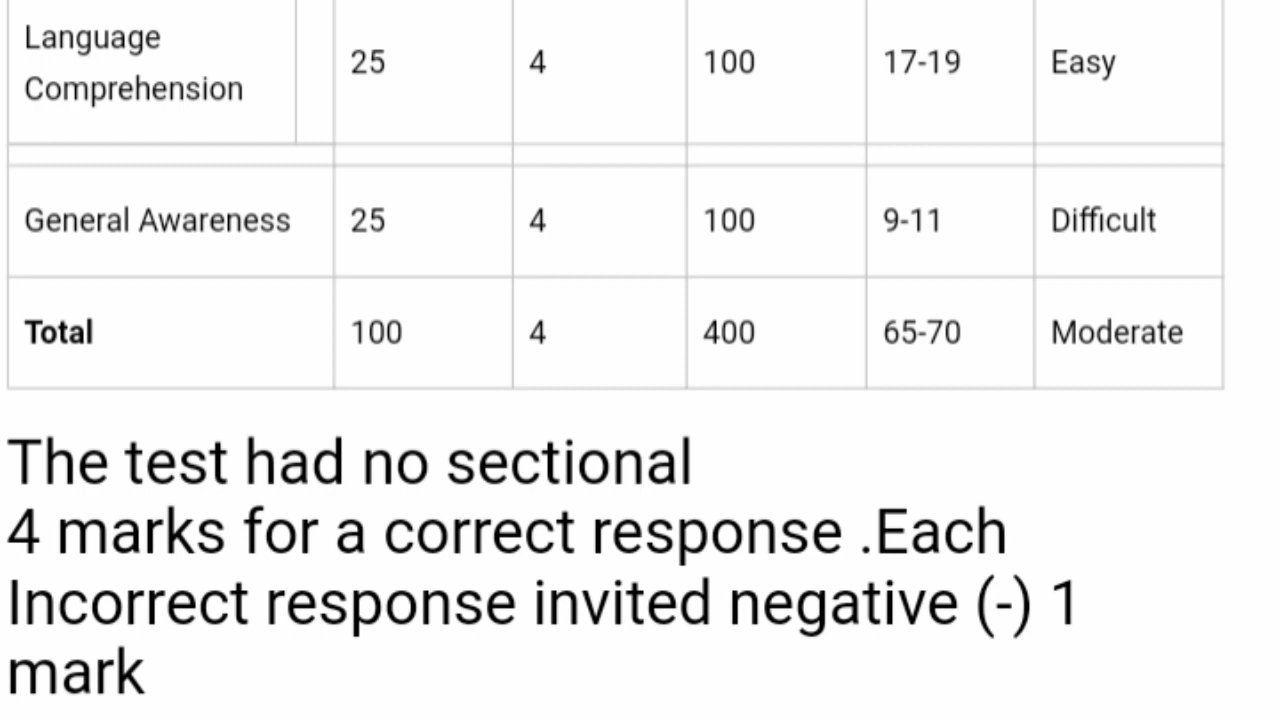 Language
Comprehension 25 4 100 17-19 Easy
General Awareness 25 4 100 9-11 Difficult
Total 100 4 400 65-70 Moderate
The test had no sectional
4 marks for a correct response .Each
Incorrect response invited negative (-) 1
mark